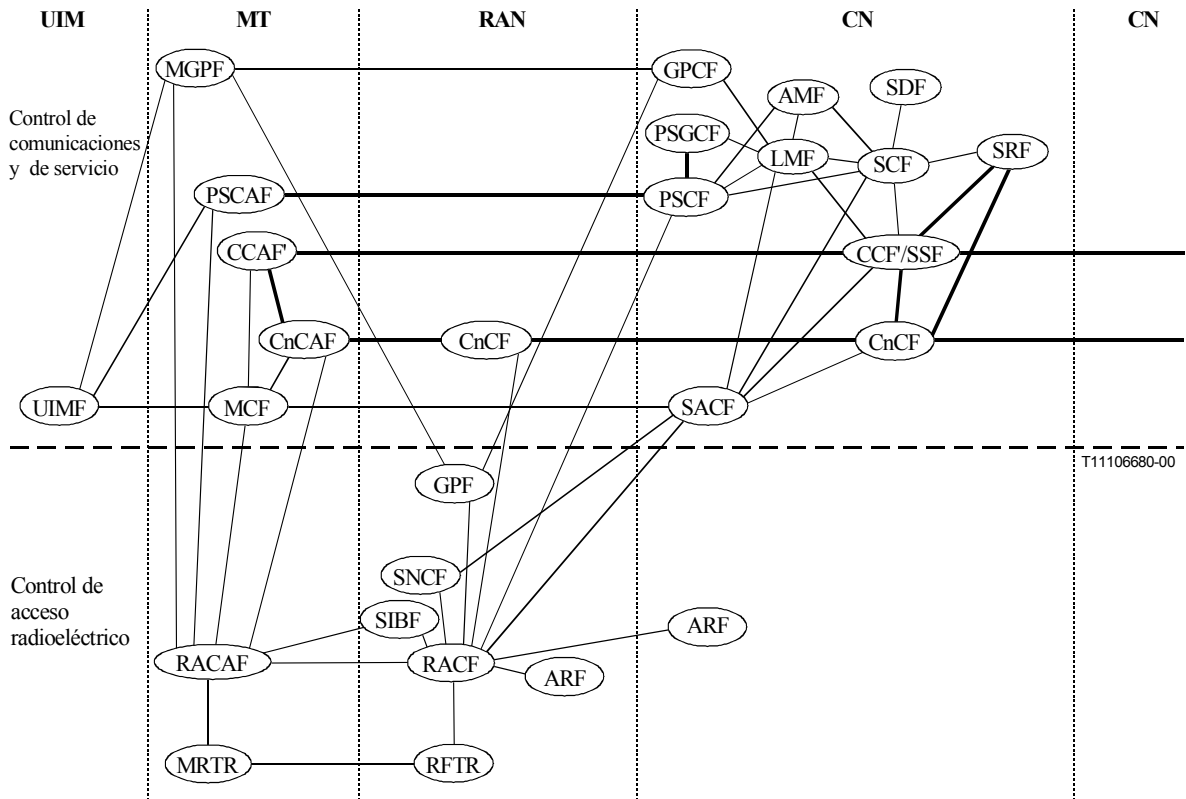 UIM
MT
RAN
CN
CN
MGPF
GPCF
AMF
SDF
Control de
comunicaciones
y de servicio
PSGCF
LMF
SCF
SRF
PSCAF
PSCF
CCAF'
CCF'/SSF
CnCAF
CnCF
CnCF
UIMF
MCF
SACF
T11106680-00
GPF
SNCF
Control de
acceso
radioeléctrico
SIBF
ARF
RACAF
RACF
ARF
MRTR
RFTR